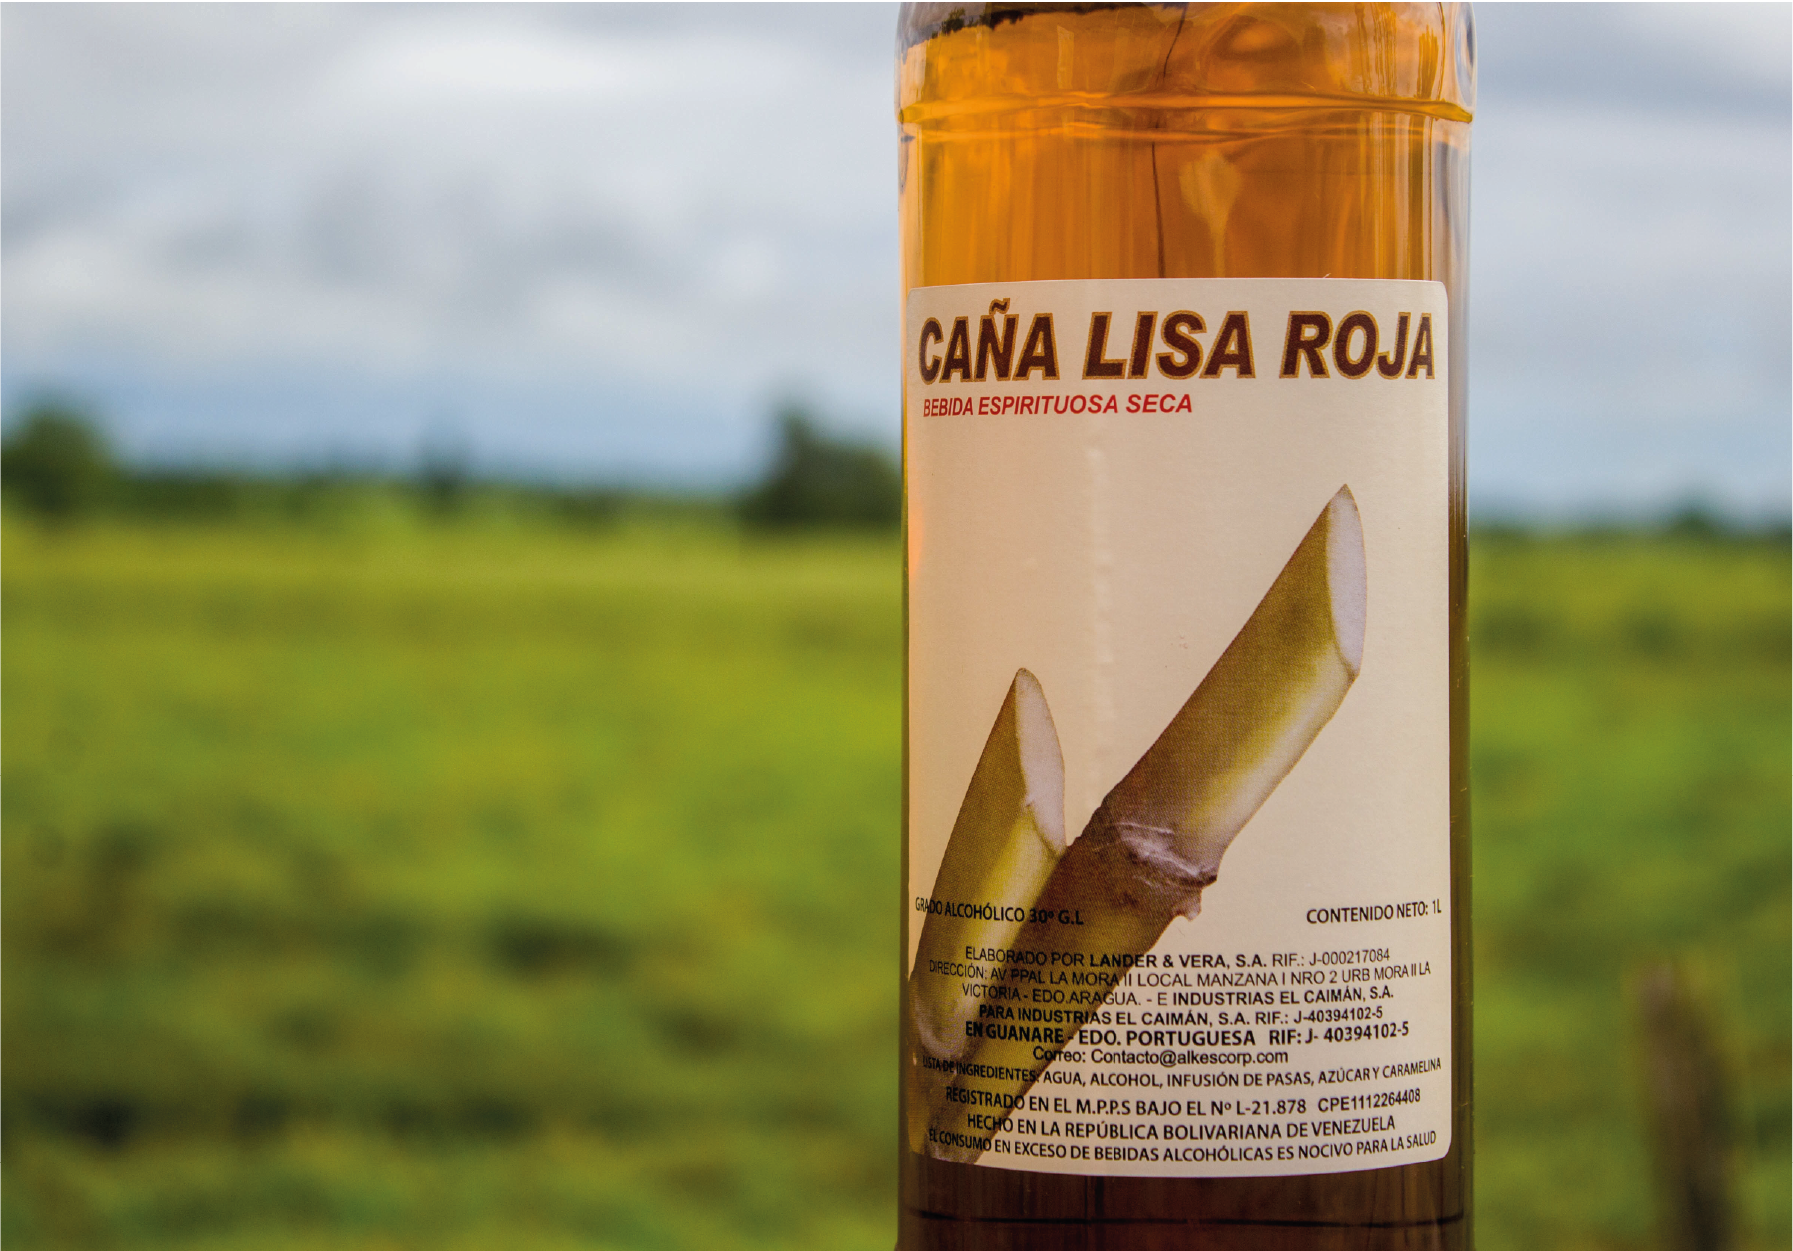 CAÑA LISA ROJA
BEBIDA ESPIRITUOSA SECA
GRADO ALCOHÓLICO 30º G.L
CONTENIDO NETO: 1L
ELABORADO POR LANDER & VERA, S.A. RIF.: J-000217084
DIRECCIÓN: AV PPAL LA MORA II LOCAL MANZANA I NRO 2 URB MORA II LA
VICTORIA - EDO.ARAGUA. - E INDUSTRIAS EL CAIMÁN, S.A.
PARA INDUSTRIAS EL CAIMÁN, S.A. RIF.: J-40394102-5
EN GUANARE - EDO. PORTUGUESA RIF: J- 40394102-5
Correo: Contacto@alkescorp.com
LISTA DE INGREDIENTES: AGUA, ALCOHOL, INFUSIÓN DE PASAS, AZÚCAR Y CARAMELINA
REGISTRADO EN EL M.P.P.S BAJO EL Nº L-21.878 CPE1112264408
HECHO EN LA REPÚBLICA BOLIVARIANA DE VENEZUELA
EL CONSUMO EN EXCESO DE BEBIDAS ALCOHÓLICAS ES NOCIVO PARA LA SALUD